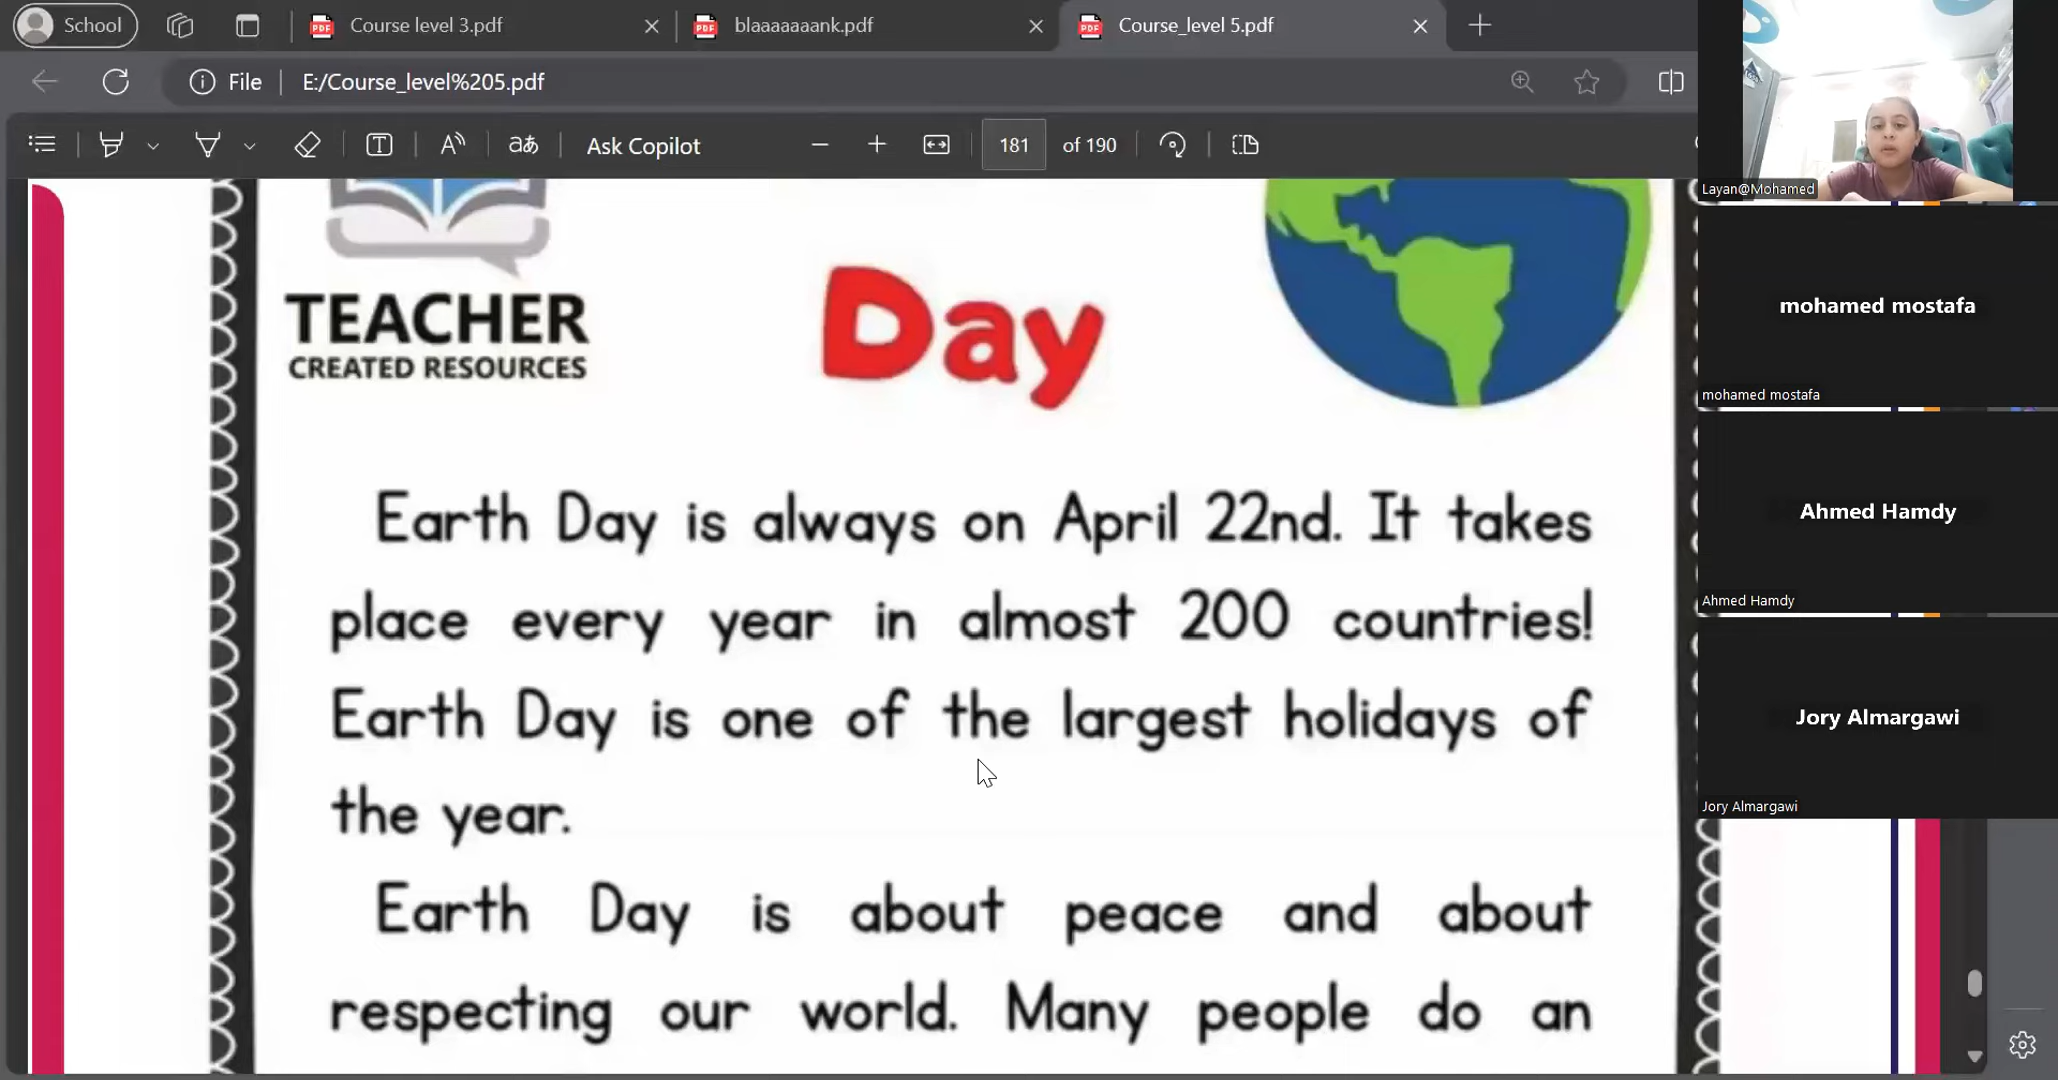 School
Course level 3.pdf
blaaaaaaank.pdf
Course_level 5.pdf
File
E:/Course_level%205.pdf
Ask Copilot
181 of 190
TEACHER
CREATED RESOURCES
Day
Earth Day is always on April 22nd. It takes
place every year in almost 200 countries!
Earth Day is one of the largest holidays of
the year.
Earth Day is about peace and about
respecting our world. Many people do an
Layan@Mohamed
mohamed mostafa
mohamed mostafa
Ahmed Hamdy
Ahmed Hamdy
Jory Almargawi
Jory Almargawi